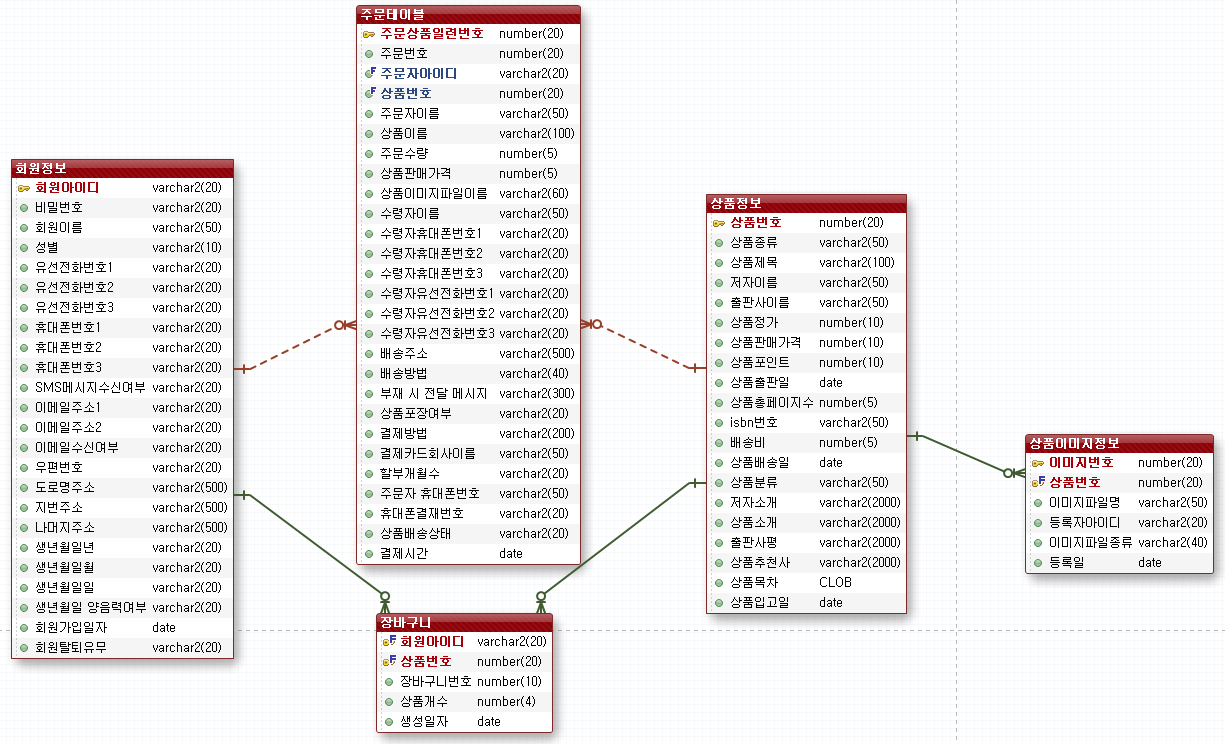 주문테이블
주문상품일련번호 number(20)
주문번호 number(20)
주문자아이디 varchar2(20)
상품번호 number(20)
주문자이름 varchar2(50)
상품이름 varchar2(100)
주문수량 number(5)
상품판매가격 number(5)
상품이미지파일이름 varchar2(60)
수령자이름 varchar2(50)
수령자휴대폰번호1 varchar2(20)
수령자휴대폰번호2 varchar2(20)
수령자휴대폰번호3 varchar2(20)
수령자유선전화번호1 varchar2(20)
수령자유선전화번호2 varchar2(20)
수령자유선전화번호3 varchar2(20)
배송주소 varchar2(500)
배송방법 varchar2(40)
부재 시 전달 메시지 varchar2(300)
상품포장여부 varchar2(20)
결제방법 varchar2(200)
결제카드회사이름 varchar2(50)
할부개월수 varchar2(20)
주문자 휴대폰번호 varchar2(50)
휴대폰결재번호 varchar2(20)
상품배송상태 varchar2(20)
결제시간 date
회원정보
회원아이디 varchar2(20)
비밀번호 varchar2(20)
회원이름 varchar2(50)
성별 varchar2(10)
유선전화번호1 varchar2(20)
유선전화번호2 varchar2(20)
유선전화번호3 varchar2(20)
휴대폰번호1 varchar2(20)
휴대폰번호2 varchar2(20)
휴대폰번호3 varchar2(20)
SMS메시지수신여부 varchar2(20)
이메일주소1 varchar2(20)
이메일주소2 varchar2(20)
이메일수신여부 varchar2(20)
우편번호 varchar2(20)
도로명주소 varchar2(500)
지번주소 varchar2(500)
나머지주소 varchar2(500)
생년월일년 varchar2(20)
생년월일월 varchar2(20)
생년월일일 varchar2(20)
생년월일 양음력여부 varchar2(20)
회원가입일자 date
회원탈퇴유무 varchar2(20)
상품정보
상품번호 number(20)
상품종류 varchar2(50)
상품제목 varchar2(100)
저자이름 varchar2(50)
출판사이름 varchar2(50)
상품정가 number(10)
상품판매가격 number(10)
상품포인트 number(10)
상품출판일 date
상품총페이지수 number(5)
isbn번호 varchar2(50)
배송비 number(5)
상품배송일 date
상품분류 varchar2(50)
저자소개 varchar2(2000)
상품소개 varchar2(2000)
출판사평 varchar2(2000)
상품추천사 varchar2(2000)
상품목차 CLOB
상품입고일 date
상품이미지정보
이미지번호 number(20)
상품번호 number(20)
이미지파일명 varchar2(50)
등록자아이디 varchar2(20)
이미지파일종류 varchar2(40)
등록일 date
장바구니
회원아이디 varchar2(20)
상품번호 number(20)
장바구니번호 number(10)
상품개수 number(4)
생성일자 date